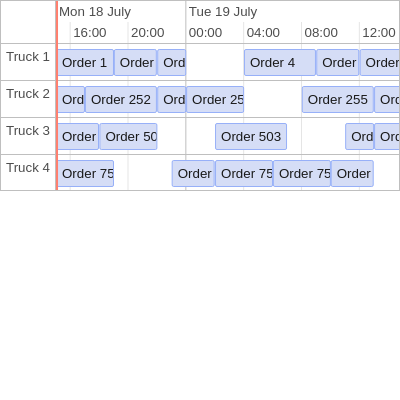 Mon 18 July Tue 19 July
16:00 20:00 00:00 04:00 08:00 12:00
Truck 1 Order 1 Order Ord Order 4 Order Order
Truck 2 Ord Order 252 Ord Order 25 Order 255 Ord
Truck 3 Order Order 50 Order 503 Ord Ord
Truck 4 Order 75 Order Order 75 Order 75 Order